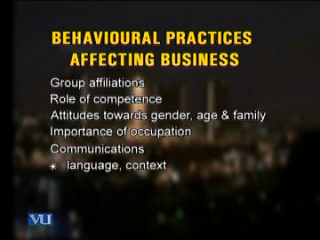 BEHAVIOURAL PRACTICES
AFFECTING BUSINESS
Group affiliations
Role of competence
Attitudes towards gender, age & family
Importance of occupation
Communications
* language, context
VU